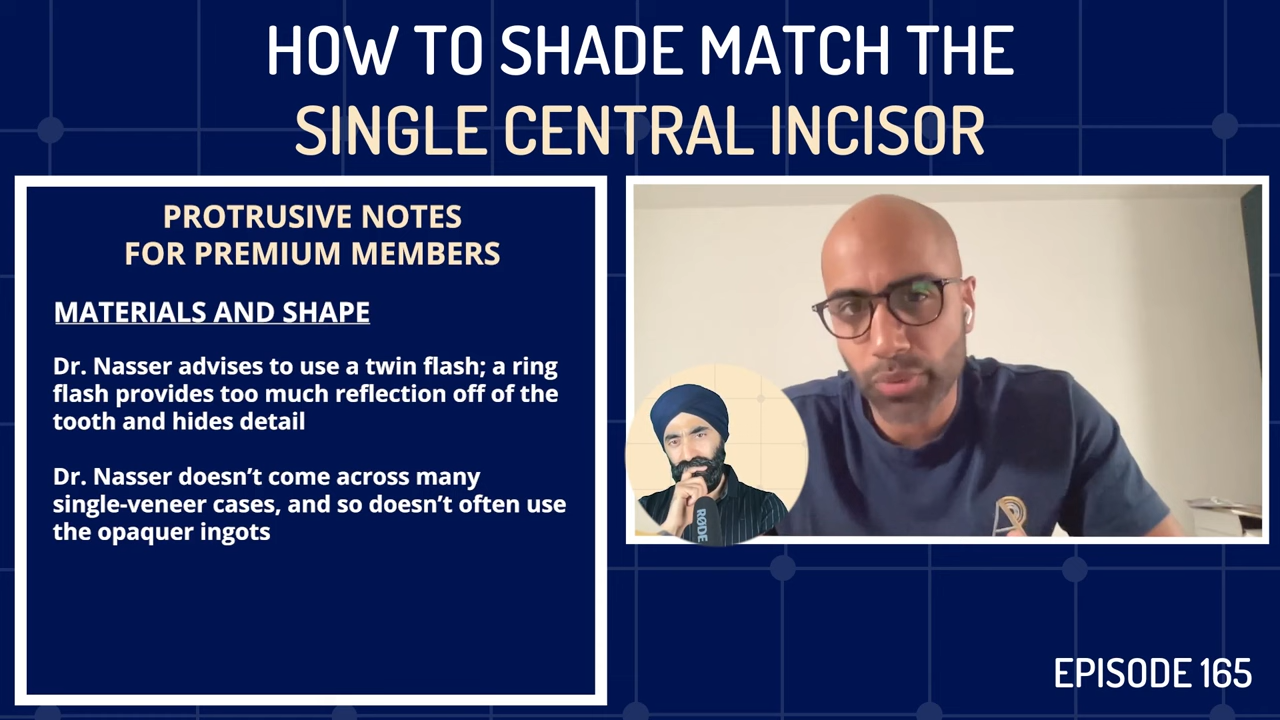 HOW TO SHADE MATCH THE
SINGLE CENTRAL INCISOR
PROTRUSIVE NOTES
FOR PREMIUM MEMBERS
MATERIALS AND SHAPE
Dr. Nasser advises to use a twin flash; a ring
flash provides too much reflection off of the
tooth and hides detail
Dr. Nasser doesn’t come across many
single-veneer cases, and so doesn’t often use
the opaquer ingots
RØDE
EPISODE 165